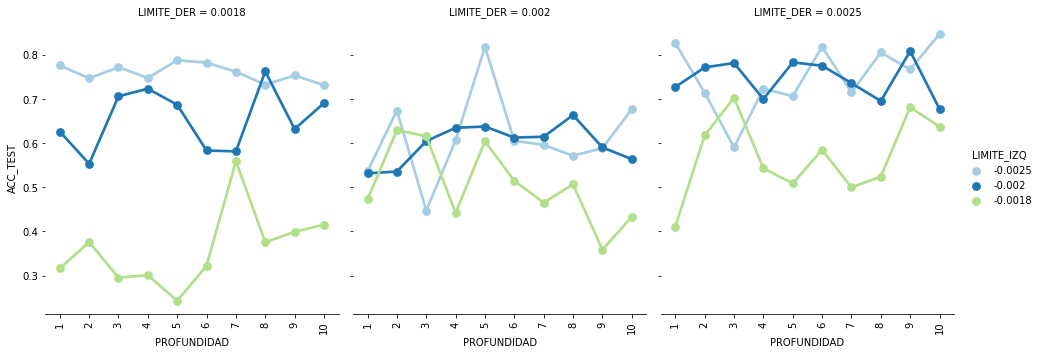 LIMITE_DER = 0.0018
LIMITE_DER = 0.002
LIMITE_DER = 0.0025
ACC_TEST
0.8
0.7
0.6
0.5
0.4
0.3
1 2 3 4 5 6 7 8 9 10
1 2 3 4 5 6 7 8 9 10
1 2 3 4 5 6 7 8 9 10
PROFUNDIDAD
PROFUNDIDAD
PROFUNDIDAD
LIMITE_IZQ
-0.0025
-0.002
-0.0018